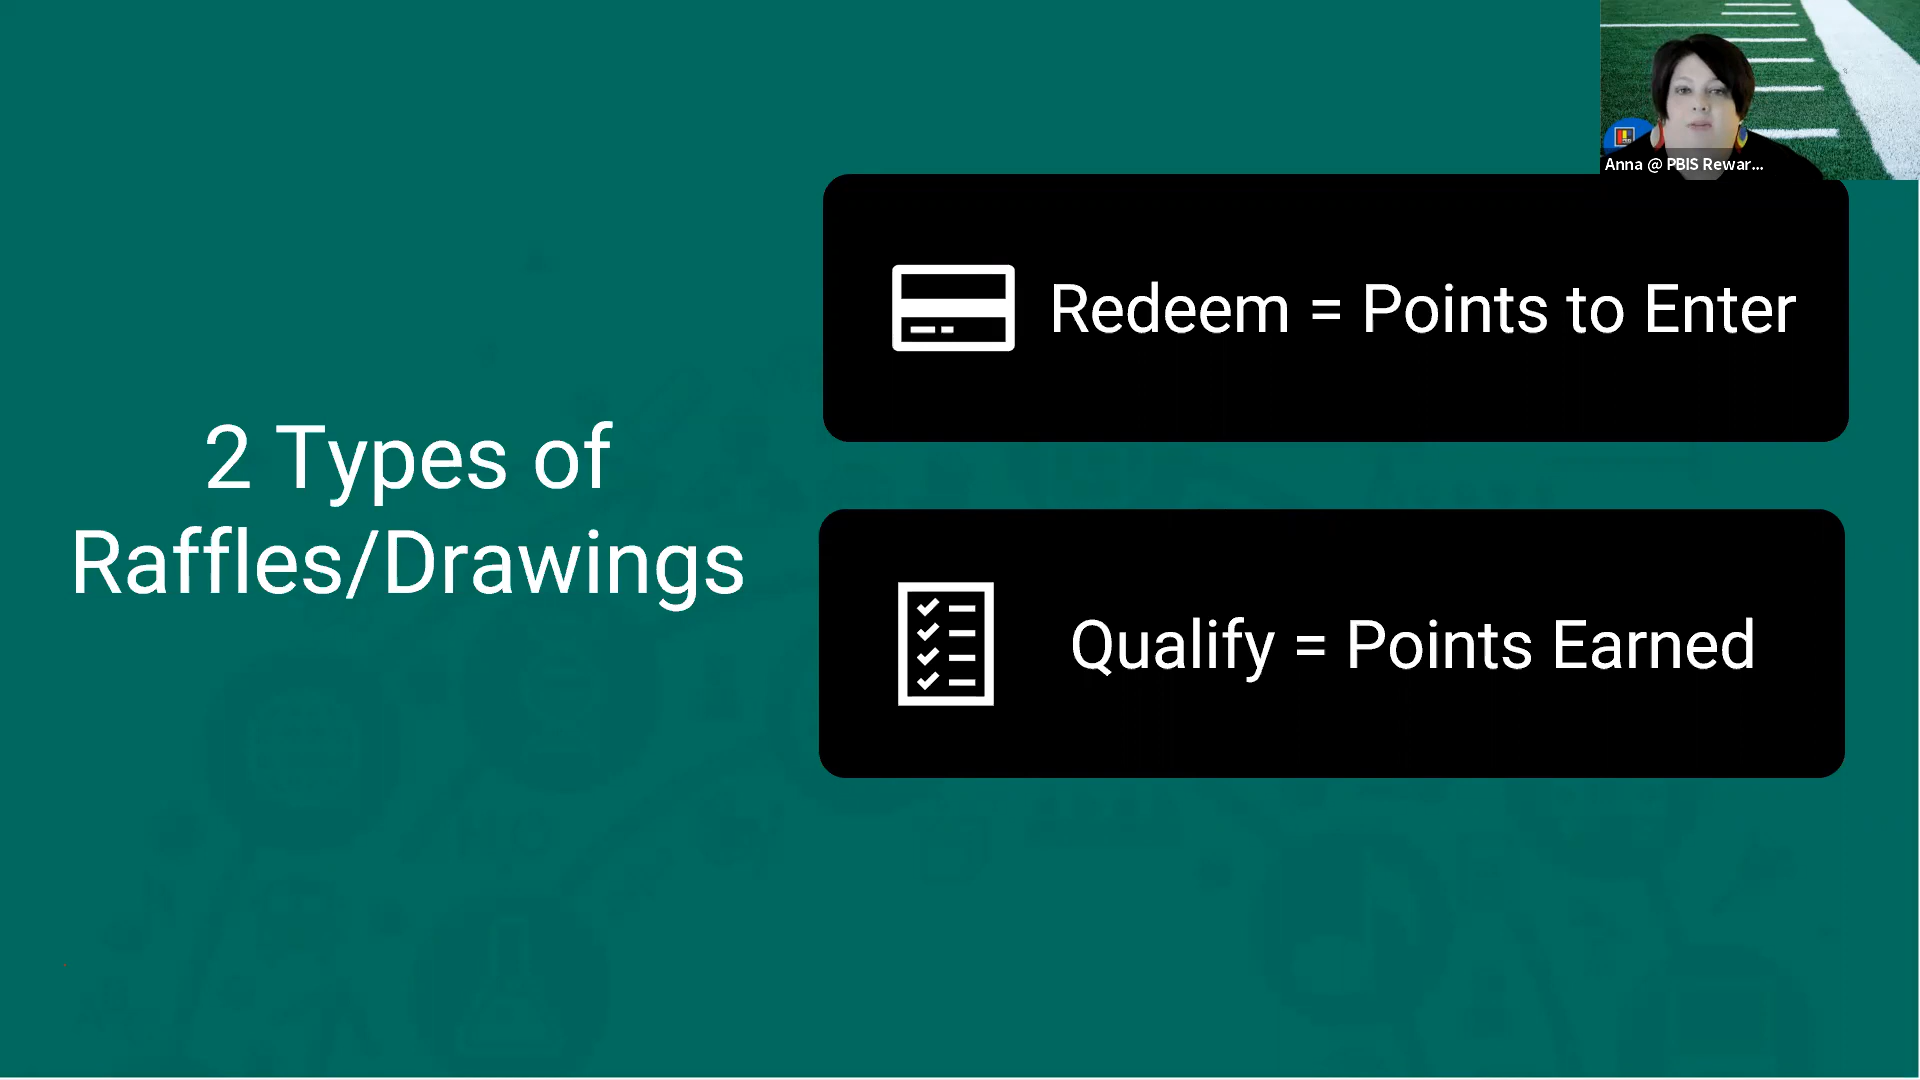 Anna @ PBIS Rewar...
Redeem = Points to Enter
2 Types of
Raffles/Drawings
Qualify = Points Earned